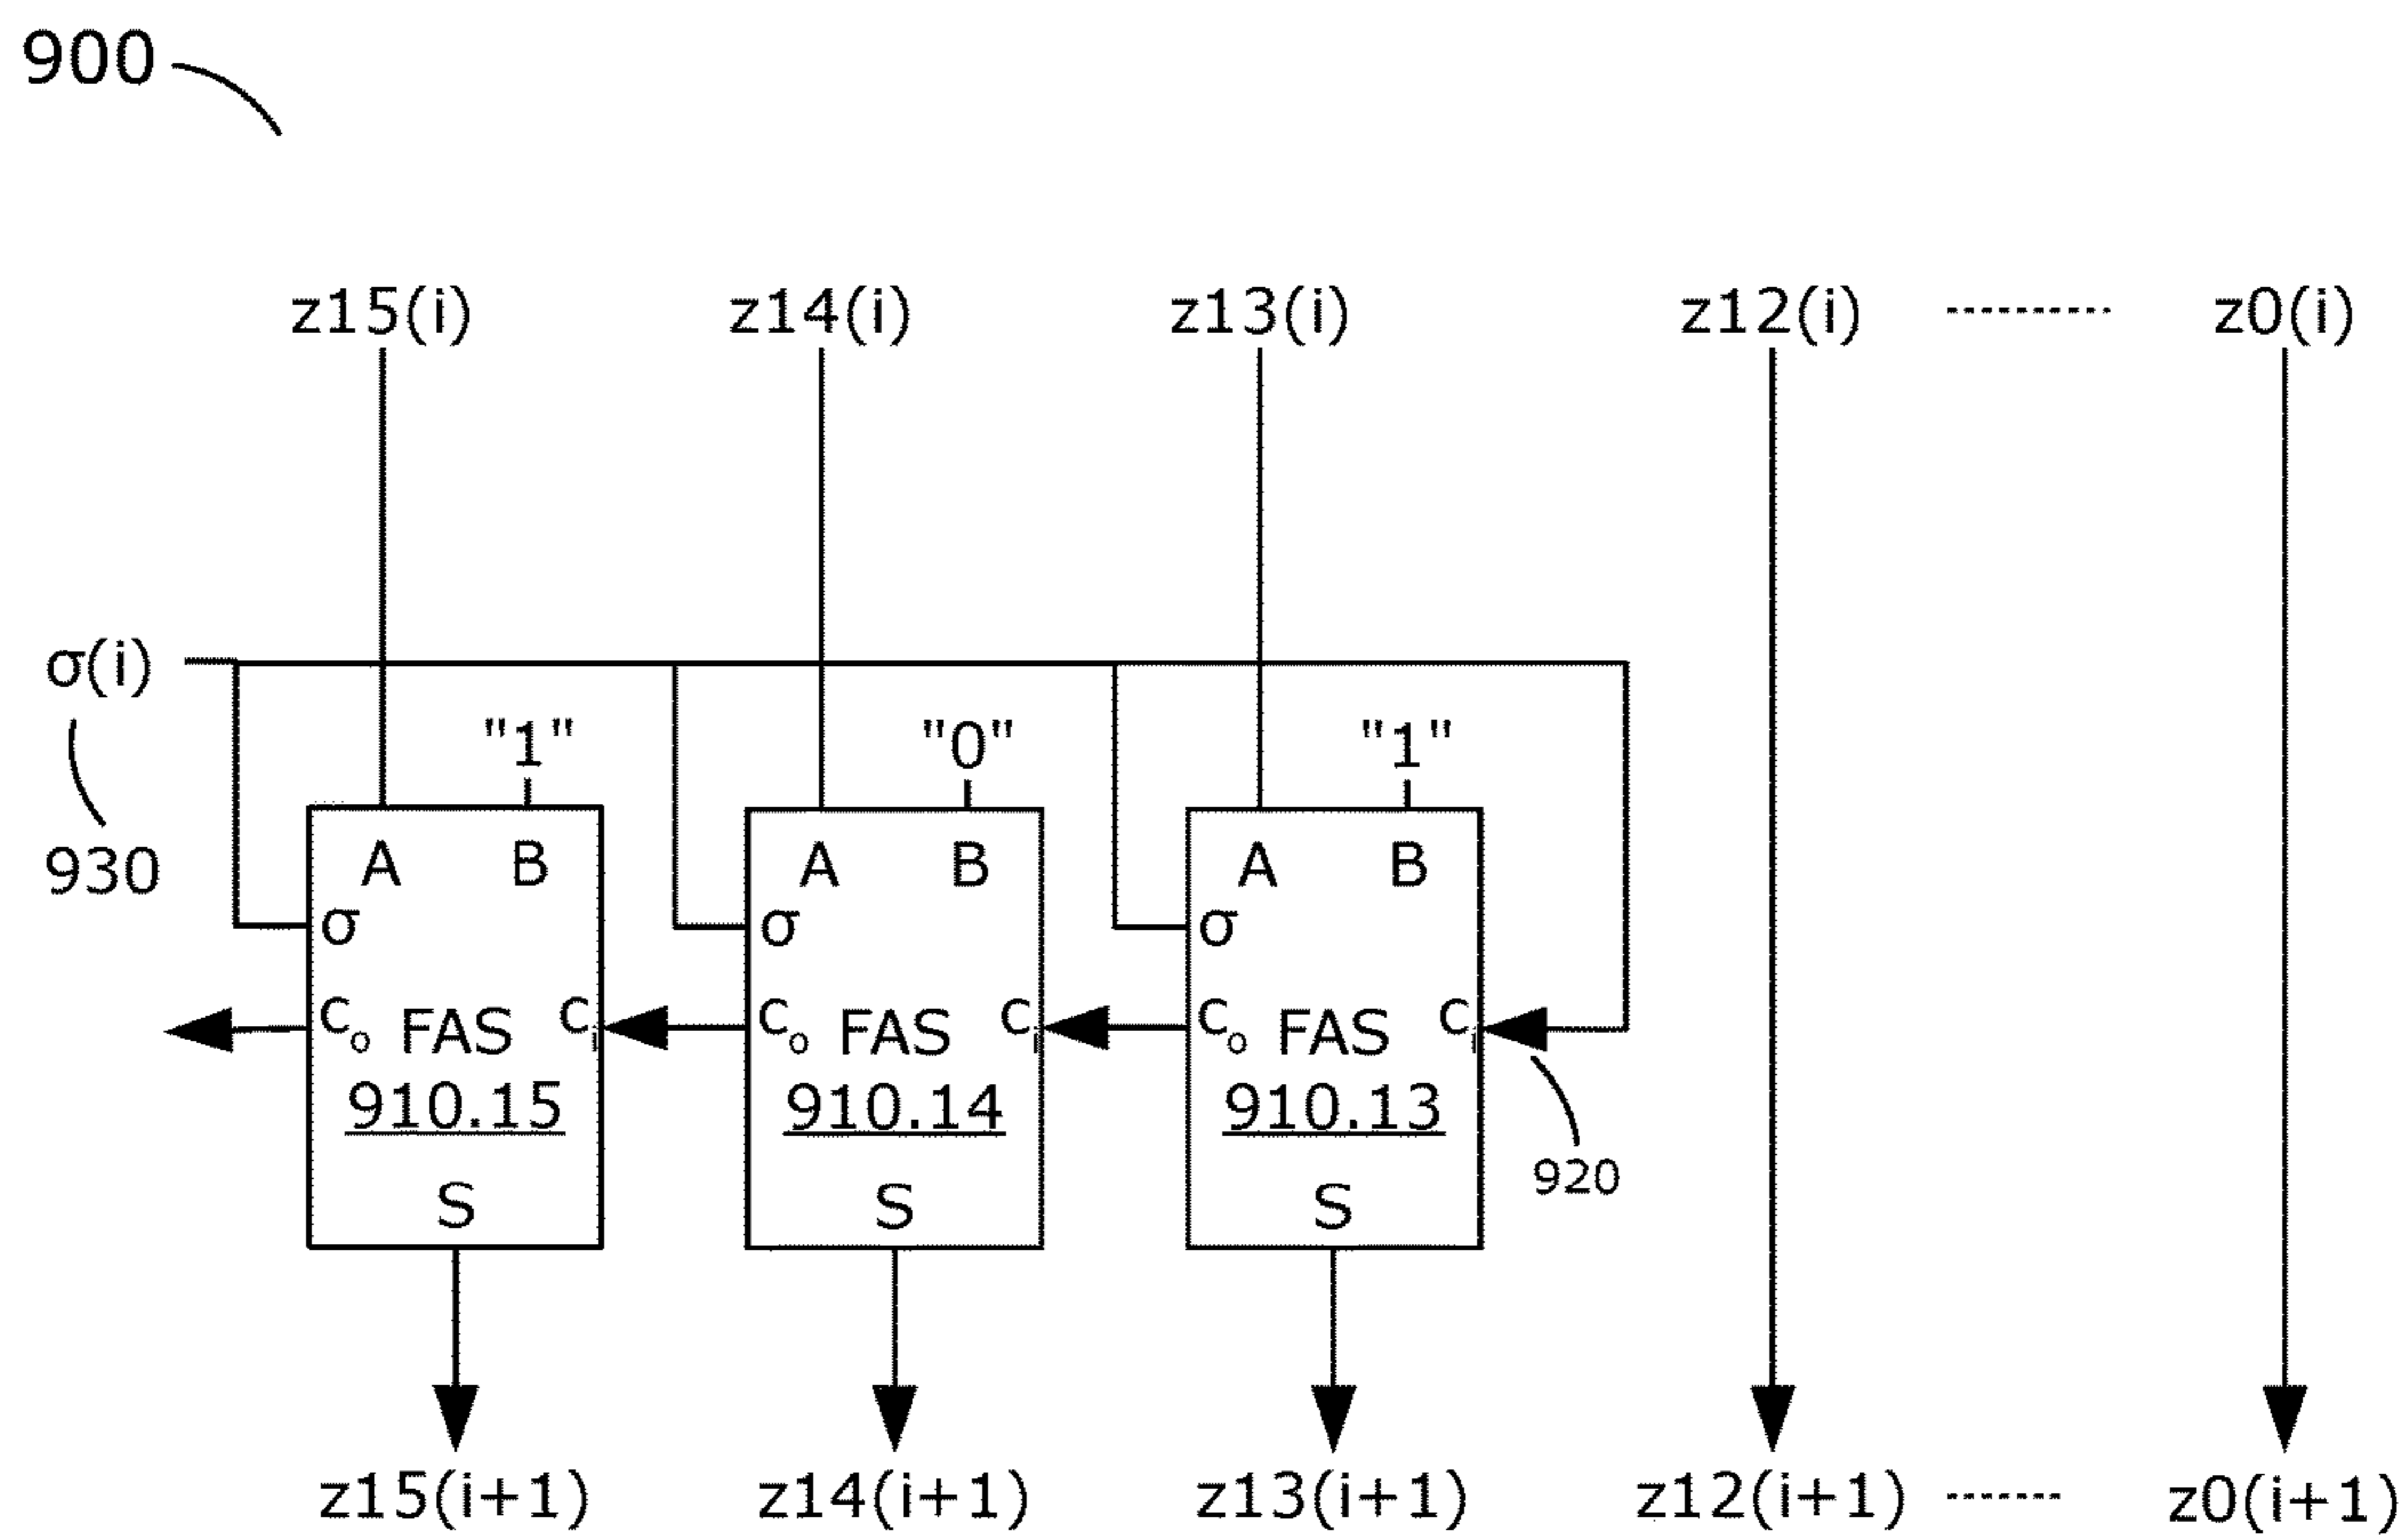 900
z15(i) z14(i) z13(i) z12(i) z0(i)
σ(i)
"1" "0" "1"
930
A B A B A B
σ σ σ
Co FAS Ci Co FAS Ci Co FAS Ci
910.15 910.14 910.13
920
S S S
z15(i+1) z14(i+1) z13(i+1) z12(i+1) z0(i+1)